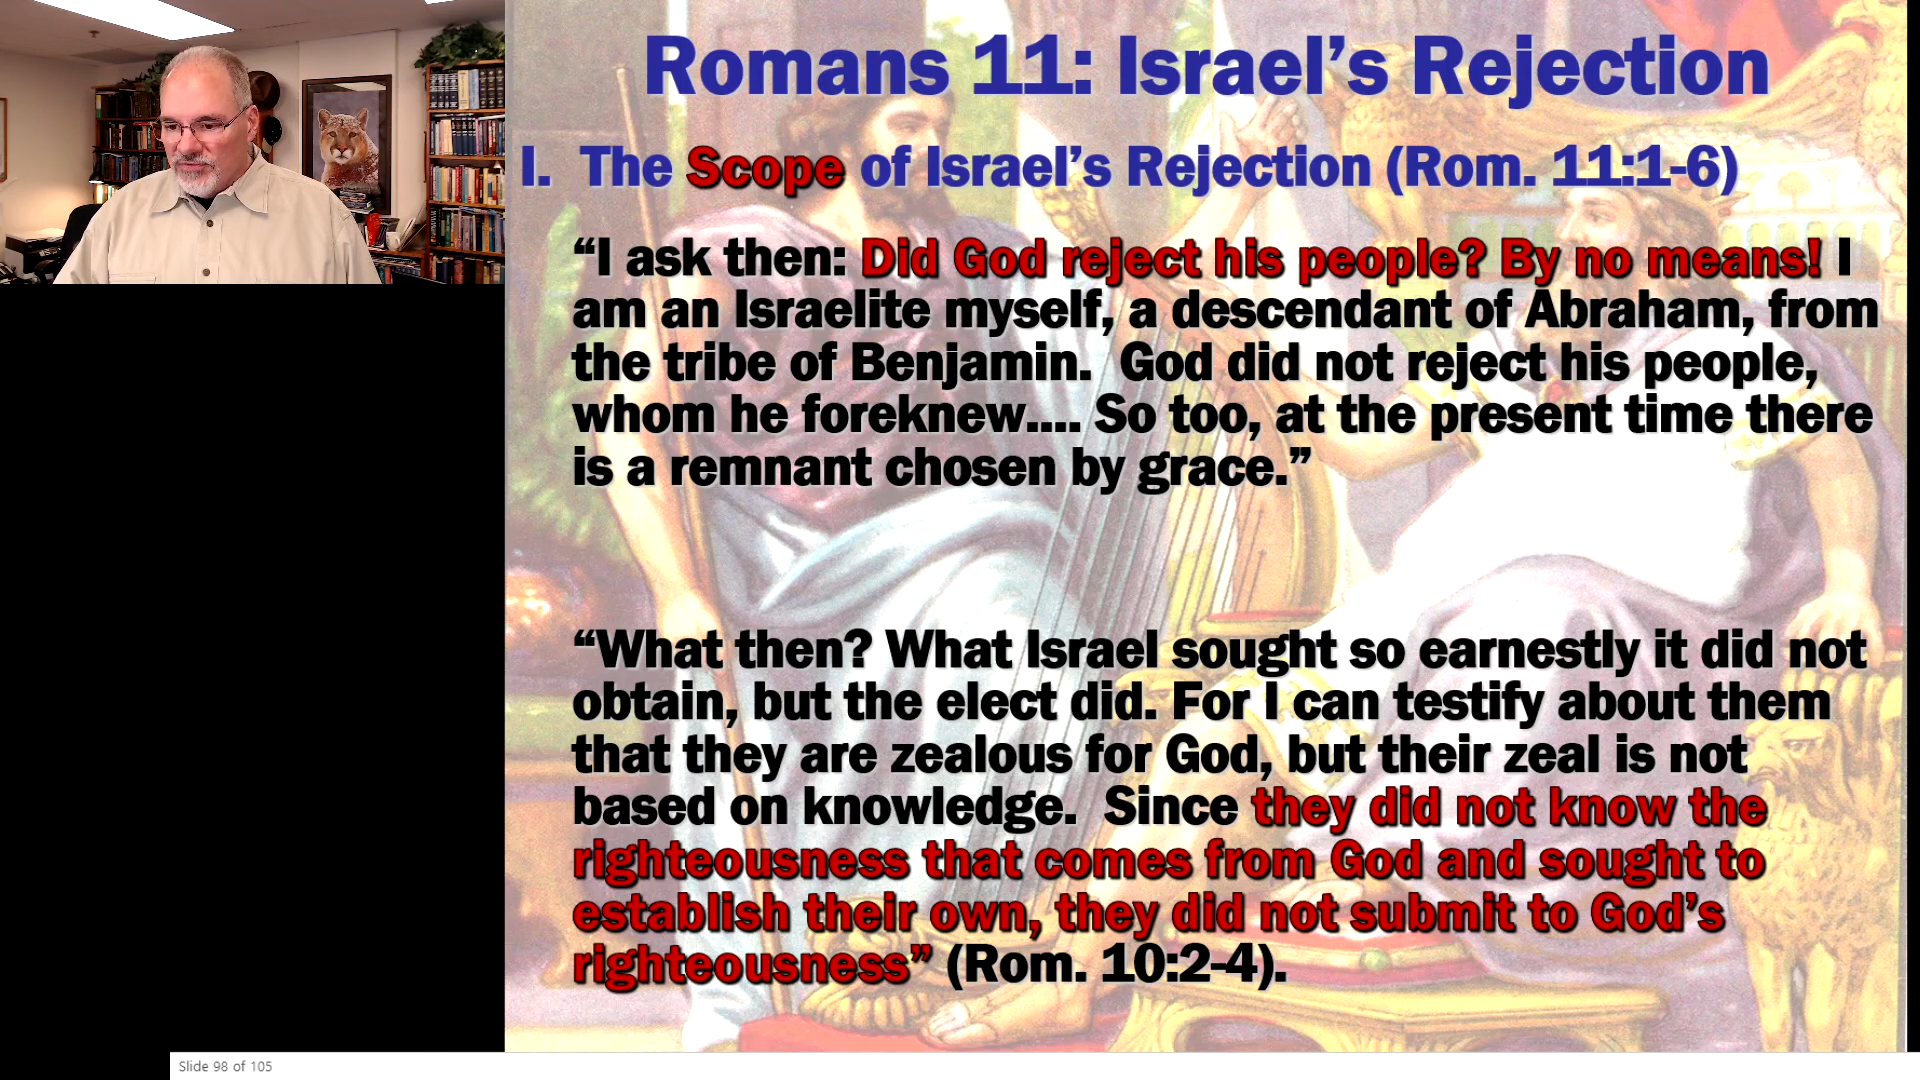 Romans 11: Israel’s Rejection
I. The Scope of Israel’s Rejection (Rom. 11:1-6)
“I ask then: Did God reject his people? By no means! I
am an Israelite myself, a descendant of Abraham, from
the tribe of Benjamin.  God did not reject his people,
whom he foreknew.... So too, at the present time there
is a remnant chosen by grace.”
“What then? What Israel sought so earnestly it did not
obtain, but the elect did. For I can testify about them
that they are zealous for God, but their zeal is not
based on knowledge.  Since they did not know the
righteousness that comes from God and sought to
establish their own, they did not submit to God’s
righteousness” (Rom. 10:2-4).
Slide 98 of 105